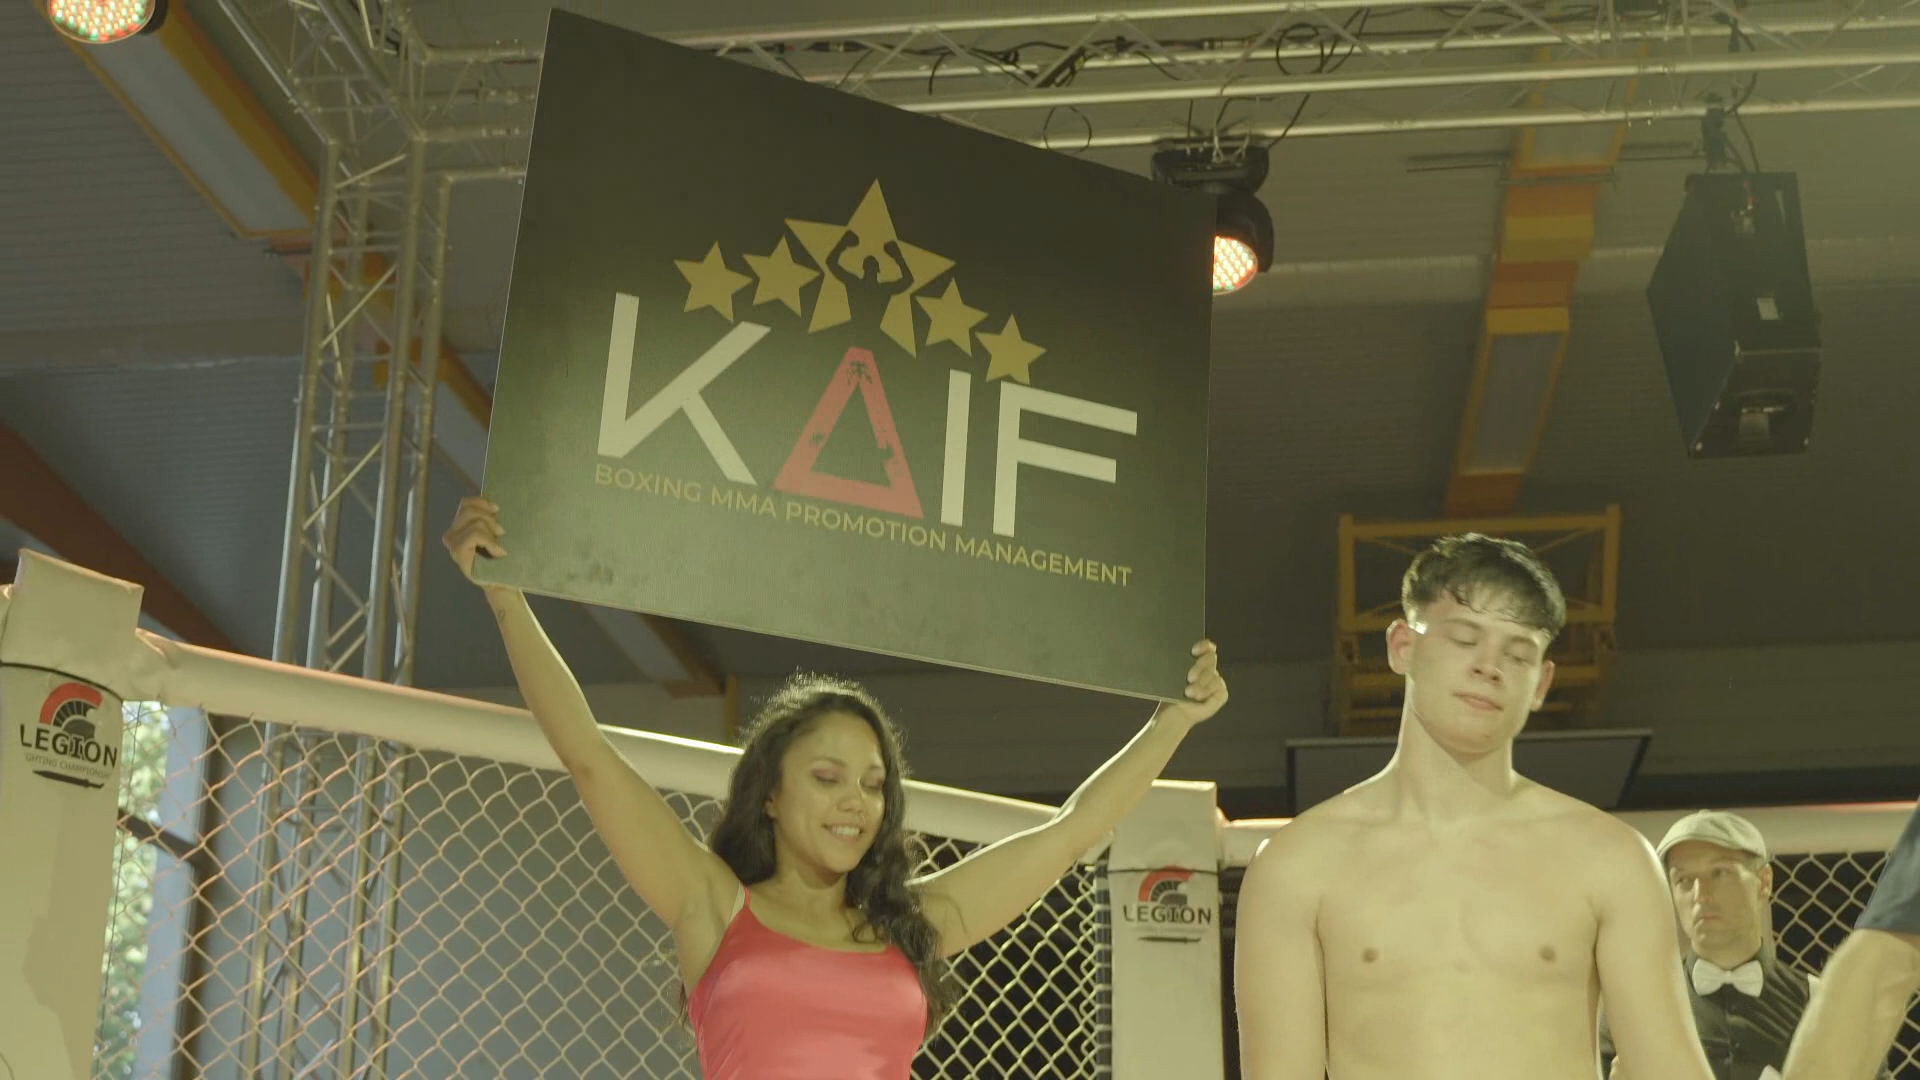 KAIF
BOXING MMA PROMOTION MANAGEMENT
LEGION
LEGION